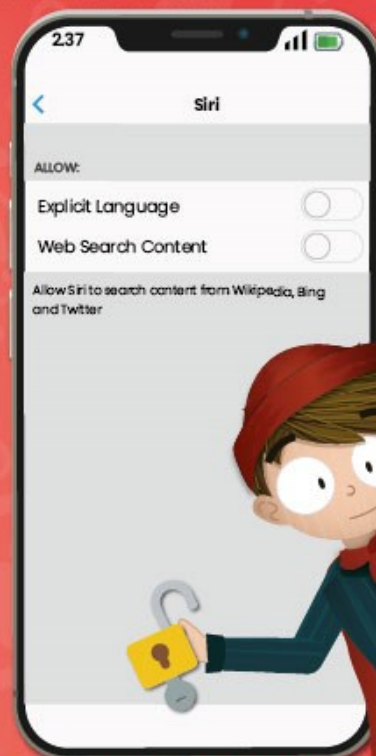 2.37
Siri
ALLOW:
Explicit Language
Web Search Content
Allow Siri to search content from Wikipedia, Bing
and Twitter